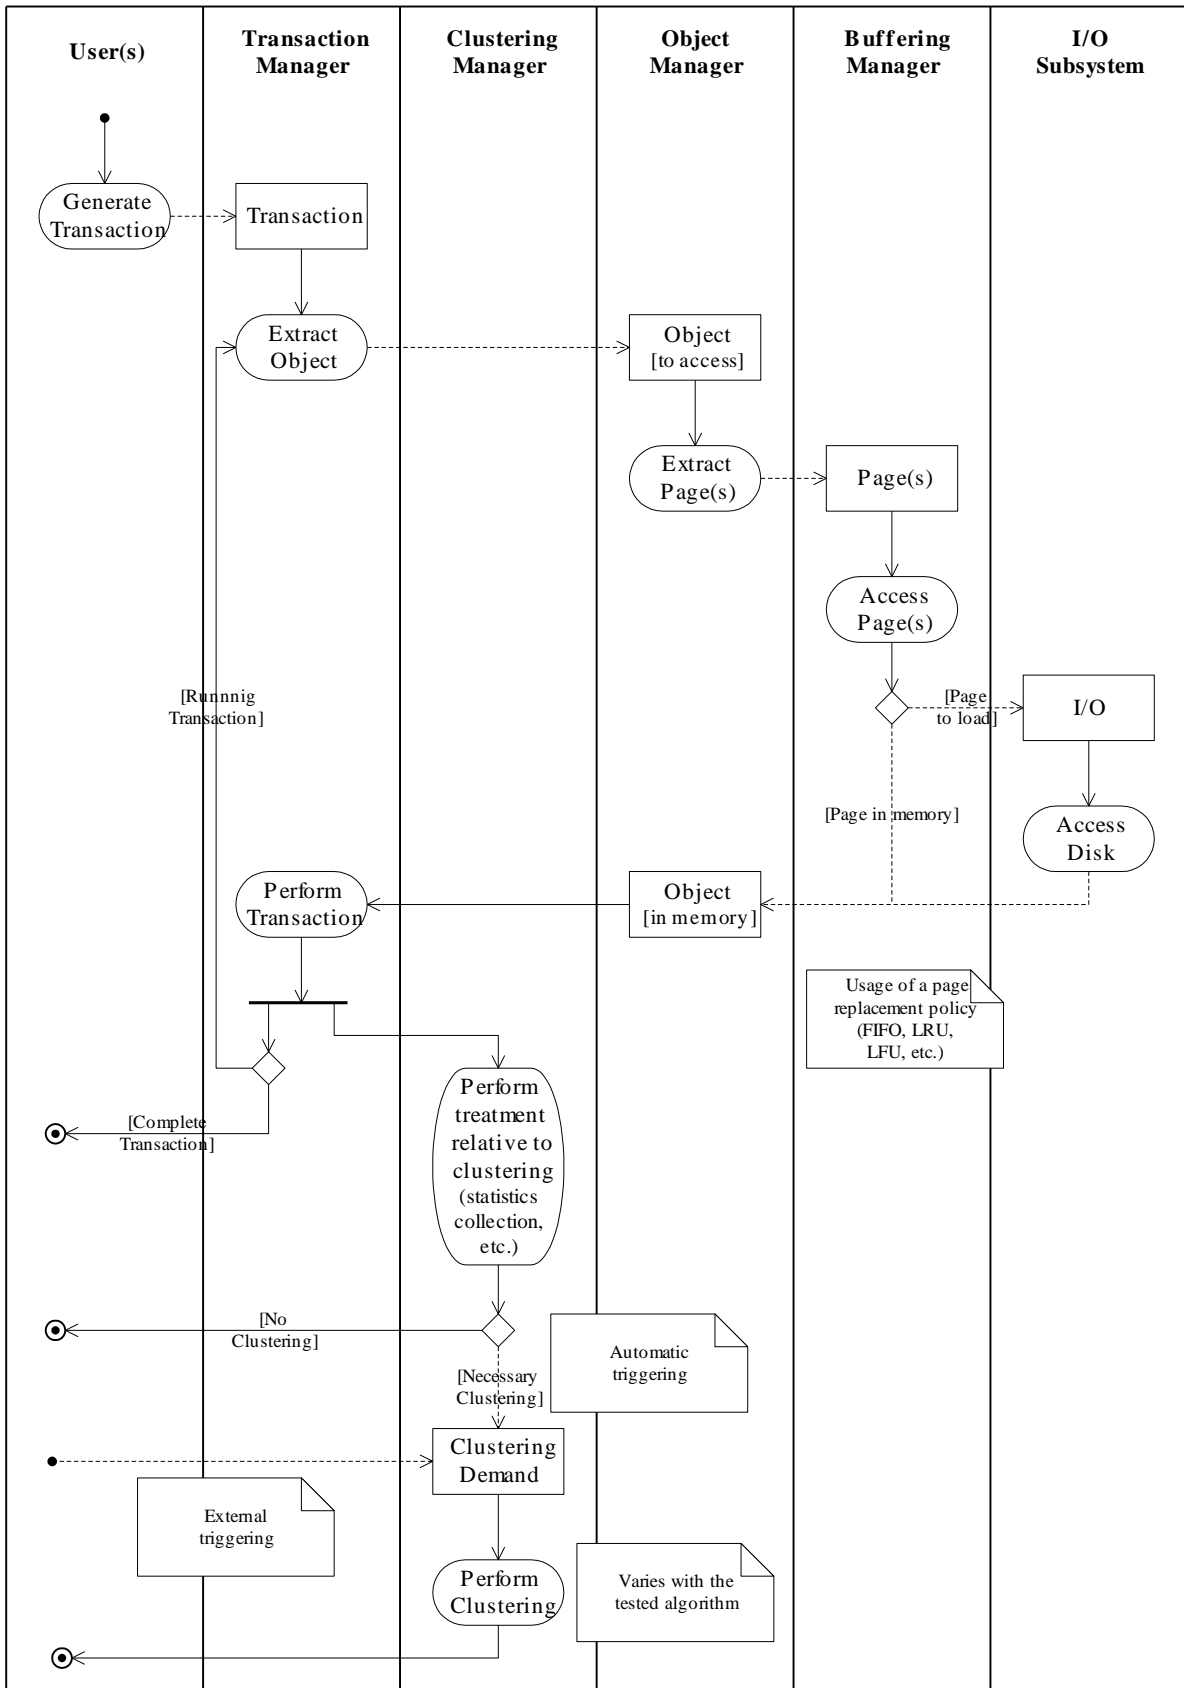 User(s)
Transaction
Manager
Clustering
Manager
Object
Manager
Buffering
Manager
I/O
Subsystem
Generate
Transaction
Transaction
Extract
Object
Object
[to access]
Extract
Page(s)
Page(s)
Access
Page(s)
[Runnnig
Transaction]
[Page
to load]
I/O
[Page in memory]
Access
Disk
Perform
Transaction
Object
[in memory]
Usage of a page
replacement policy
(FIFO, LRU,
LFU, etc.)
Perform
treatment
relative to
clustering
(statistics
collection,
etc.)
[Complete
Transaction]
[No
Clustering]
Automatic
triggering
[Necessary
Clustering]
Clustering
Demand
External
triggering
Perform
Clustering
Varies with the
tested algorithm